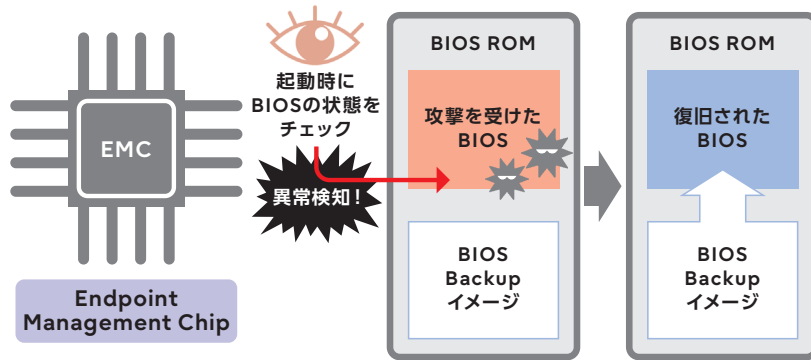 EMC
Endpoint
Management Chip
起動時に
BIOSの状態を
チェック
異常検知!
BIOS ROM
攻撃を受けた
BIOS
BIOS
Backup
イメージ
BIOS ROM
復旧された
BIOS
BIOS
Backup
イメージ